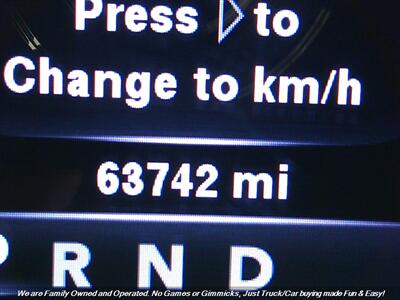 Press ▷ to
Change to km/h
63742 mi
P R N D
We are Family Owned and Operated. No Games or Gimmicks, Just Truck/Car buying made Fun & Easy!